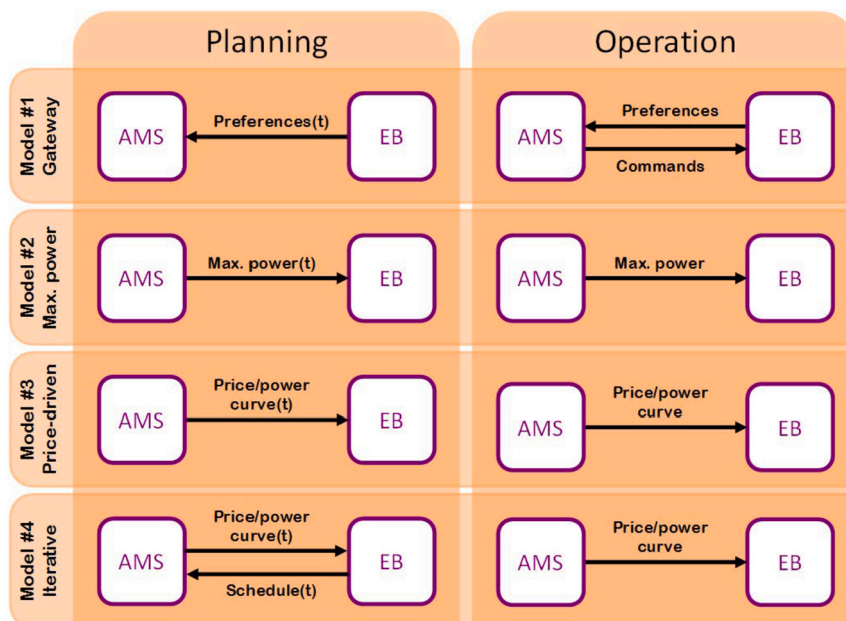 Planning
Operation
Model #1
Gateway
AMS
Preferences(t)
EB
AMS
Preferences
Commands
EB
Model #2
Max. power
AMS
Max. power(t)
EB
AMS
Max. power
EB
Model #3
Price-driven
AMS
Price/power
curve(t)
EB
AMS
Price/power
curve
EB
Model #4
Iterative
AMS
Price/power
curve(t)
Schedule(t)
EB
AMS
Price/power
curve
EB